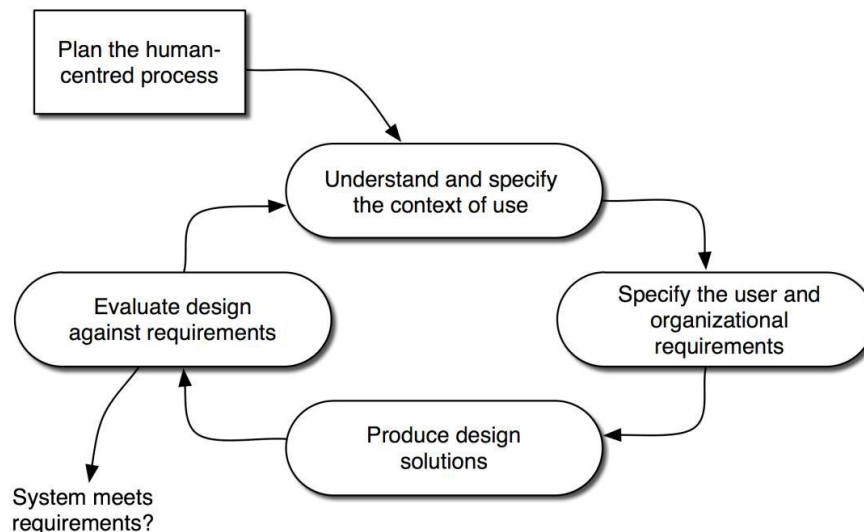 Plan the human-
centred process
Understand and specify
the context of use
Evaluate design
against requirements
Specify the user and
organizational
requirements
Produce design
solutions
System meets
requirements?